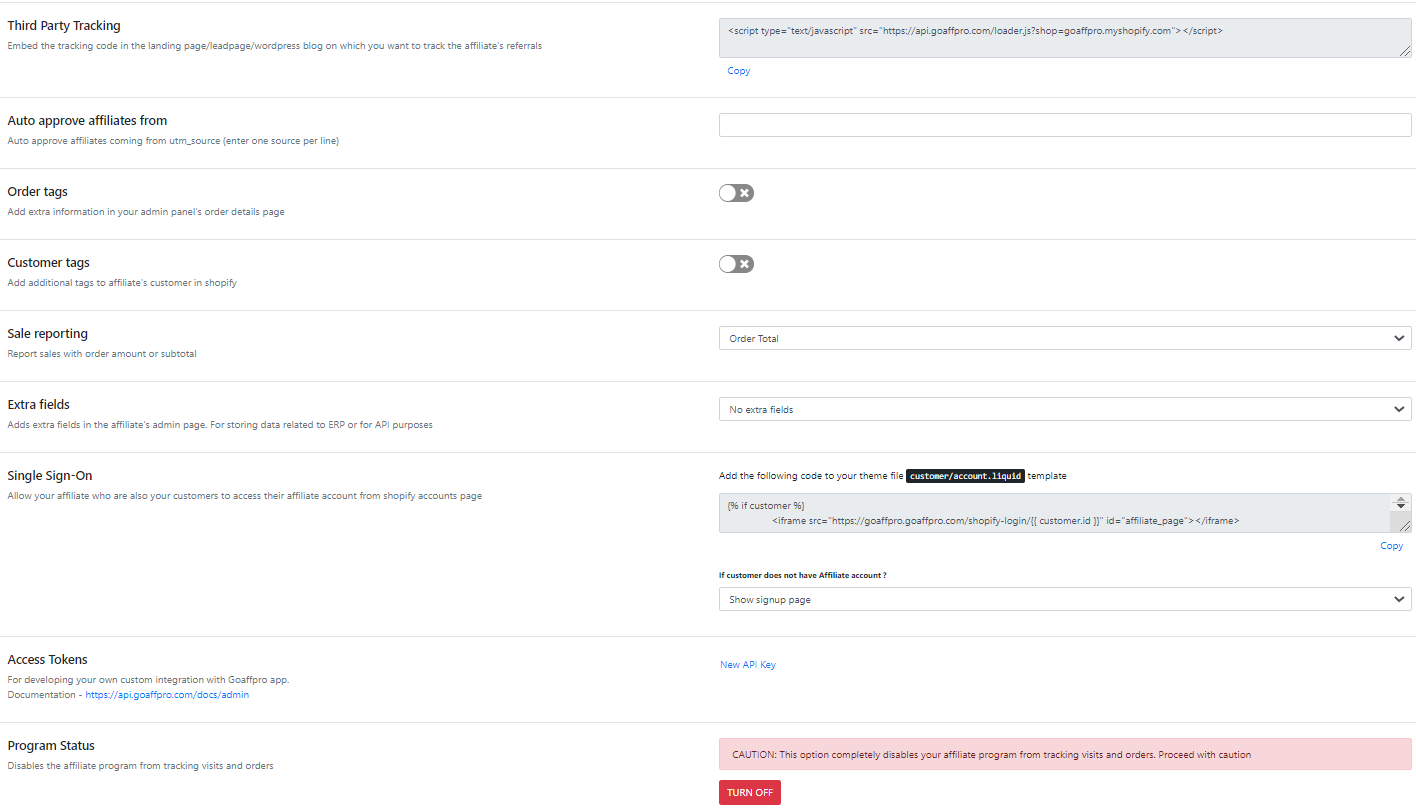 Third Party Tracking
Embed the tracking code in the landing page/leadpage/wordpress blog on which you want to track the affiliate's referrals
<script type="text/javascript" src="https://api.goaffpro.com/loader.js?shop=goaffpro.myshopify.com"></script>
Copy
Auto approve affiliates from
Auto approve affiliates coming from utm_source (enter one source per line)
Order tags
Add extra information in your admin panel's order details page
Customer tags
Add additional tags to affiliate's customer in shopify
Sale reporting
Report sales with order amount or subtotal
Order Total
Extra fields
Adds extra fields in the affiliate's admin page. For storing data related to ERP or for API purposes
No extra fields
Single Sign-On
Allow your affiliate who are also your customers to access their affiliate account from shopify accounts page
Add the following code to your theme file customer/account.liquid template
{% if customer %}
<iframe src="https://goaffpro.goaffpro.com/shopify-login/{{ customer.id }}" id="affiliate_page"></iframe>
Copy
If customer does not have Affiliate account ?
Show signup page
Access Tokens
For developing your own custom integration with Goaffpro app.
Documentation - https://api.goaffpro.com/docs/admin
New API Key
Program Status
Disables the affiliate program from tracking visits and orders
CAUTION: This option completely disables your affiliate program from tracking visits and orders. Proceed with caution
TURN OFF